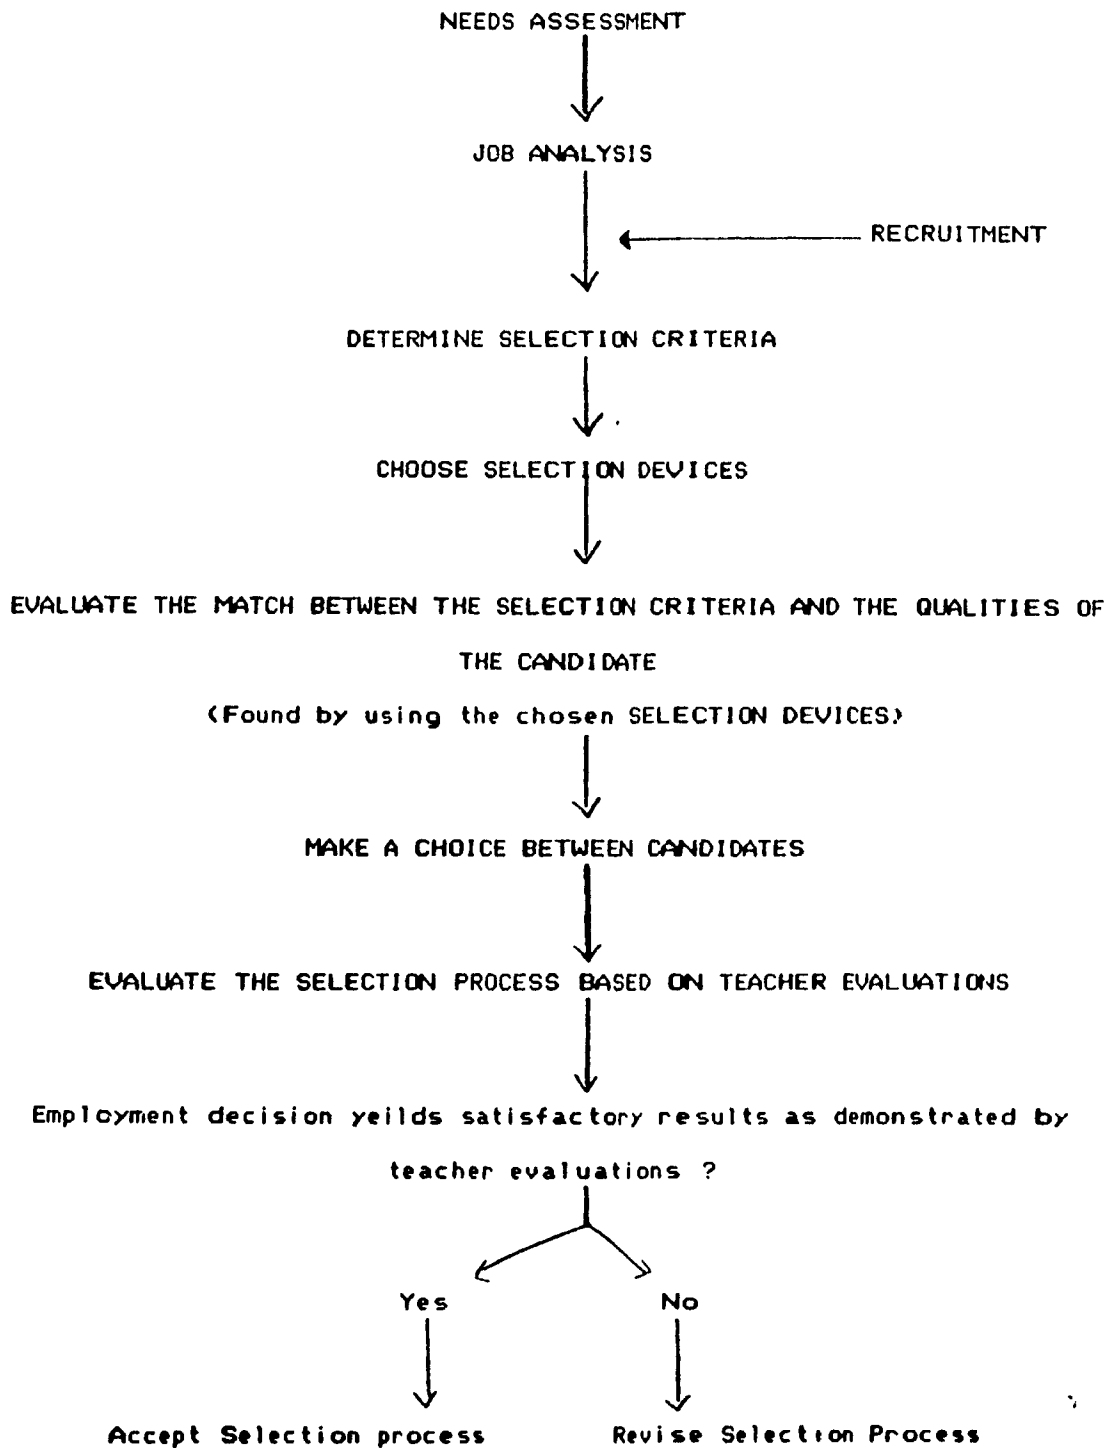 NEEDS ASSESSMENT
JOB ANALYSIS
RECRUITMENT
DETERMINE SELECTION CRITERIA
CHOOSE SELECTION DEVICES
EVALUATE THE MATCH BETWEEN THE SELECTION CRITERIA AND THE QUALITIES OF
THE CANDIDATE
(Found by using the chosen SELECTION DEVICES)
MAKE A CHOICE BETWEEN CANDIDATES
EVALUATE THE SELECTION PROCESS BASED ON TEACHER EVALUATIONS
Employment decision yeilds satisfactory results as demonstrated by
teacher evaluations ?
Yes No
Accept Selection process Revise Selection Process